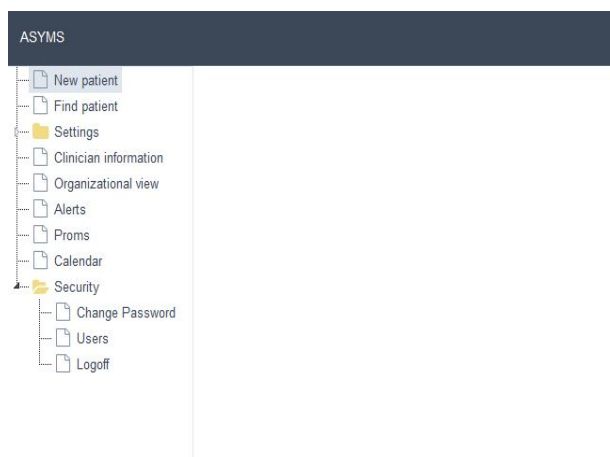 ASYMS
New patient
Find patient
Settings
Clinician information
Organizational view
Alerts
Proms
Calendar
Security
Change Password
Users
Logoff